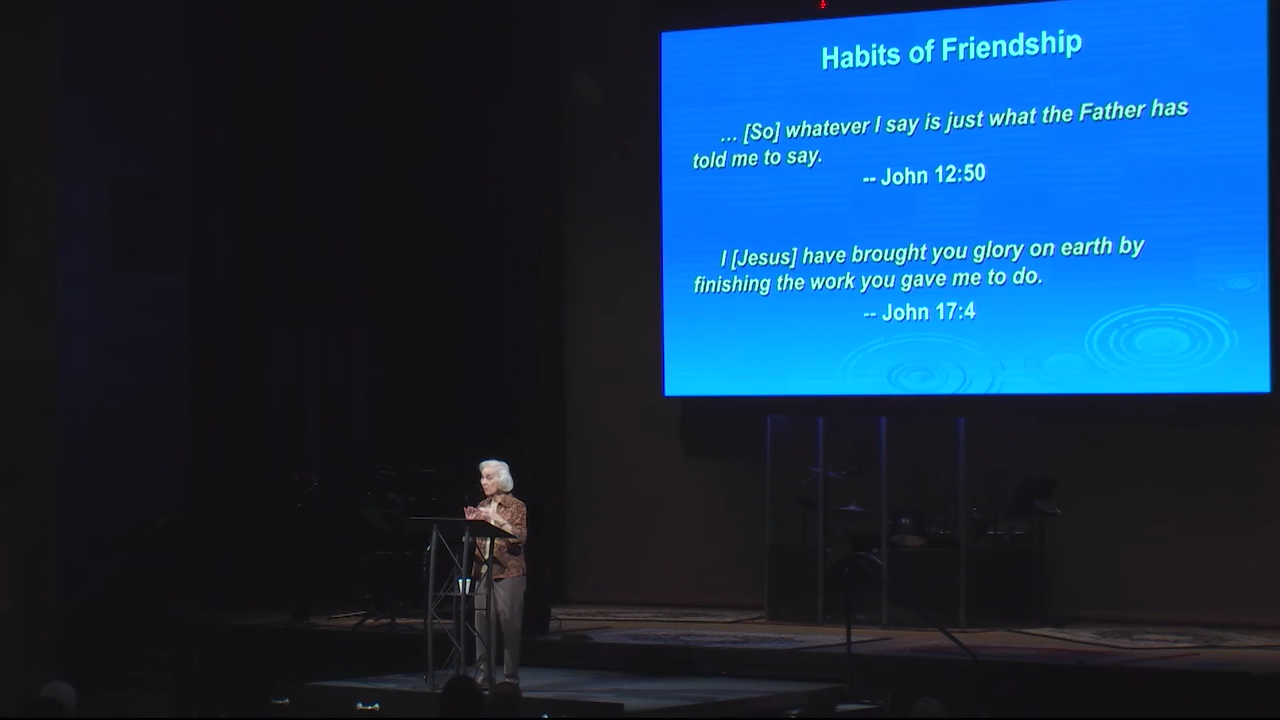 Habits of Friendship
... [So] whatever I say is just what the Father has
told me to say.
-- John 12:50
I [Jesus] have brought you glory on earth by
finishing the work you gave me to do.
-- John 17:4